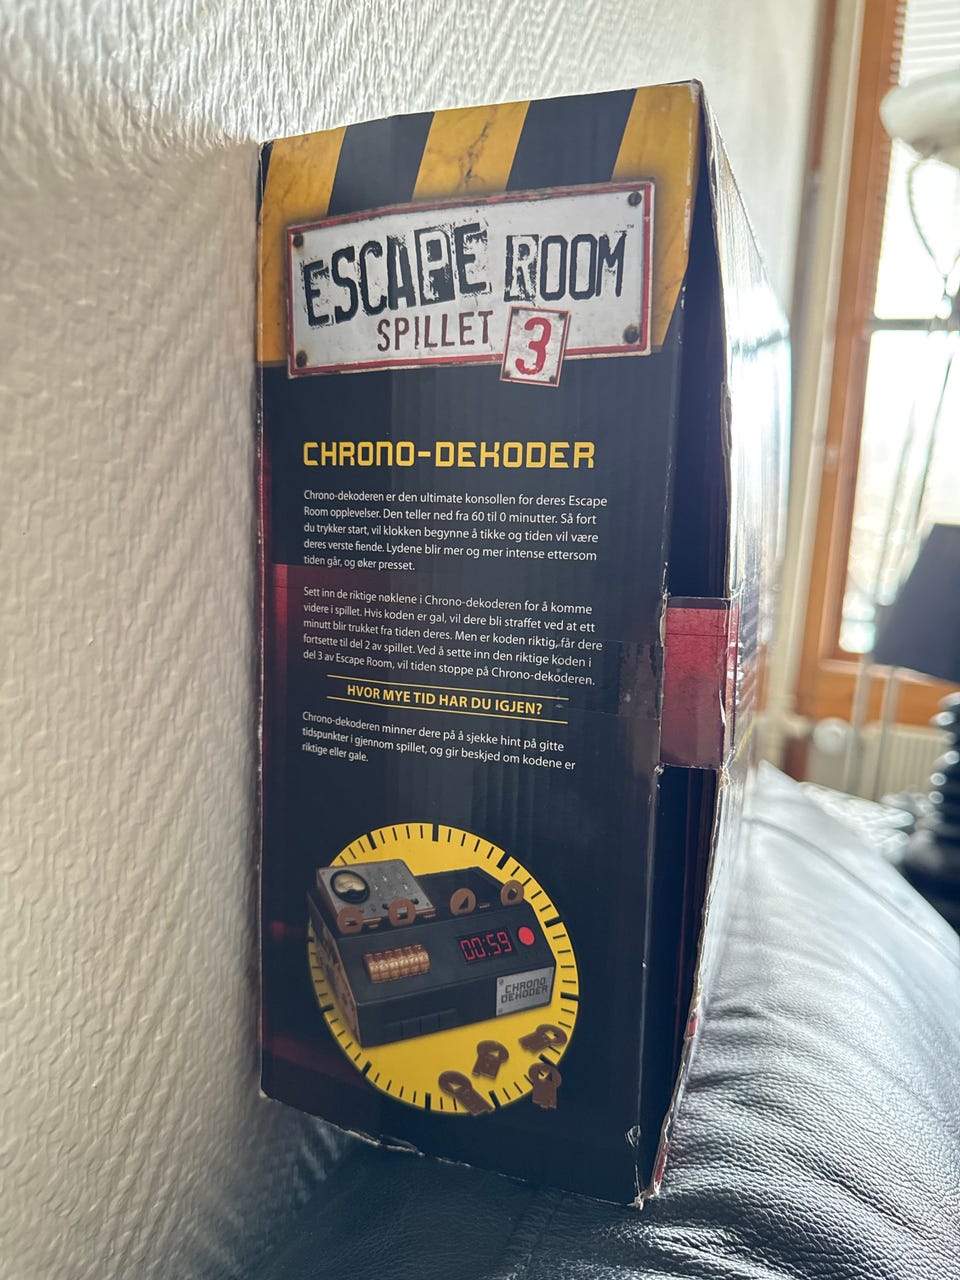 ESCAPE ROOM™
SPILLET 3
CHRONO-DEKODER
Chrono-dekoderen er den ultimate konsollen for deres Escape
Room opplevelser. Den teller ned fra 60 til 0 minutter. Så fort
du trykker start, vil klokken begynne å tikke og tiden vil være
deres verste fiende. Lydene blir mer og mer intense ettersom
tiden går, og øker presset.
Sett inn de riktige nøklene i Chrono-dekoderen for å komme
videre i spillet. Hvis koden er gal, vil dere bli straffet ved at ett
minutt blir trukket fra tiden deres. Men er koden riktig, får dere
fortsette til del 2 av spillet. Ved å sette inn den riktige koden i
del 3 av Escape Room, vil tiden stoppe på Chrono-dekoderen.
HVOR MYE TID HAR DU IGJEN?
Chrono-dekoderen minner dere på å sjekke hint på gitte
tidspunkter i gjennom spillet, og gir beskjed om kodene er
riktige eller gale.
00:59
CHRONO
DEKODER